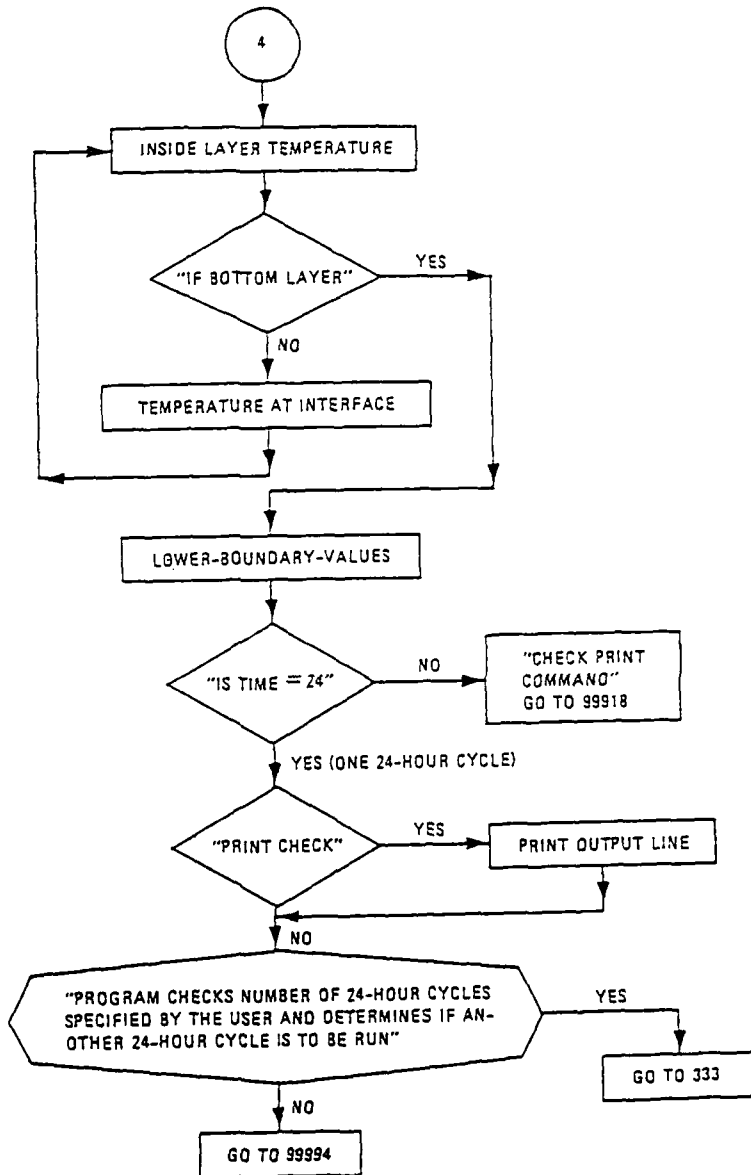 4
INSIDE LAYER TEMPERATURE
"IF BOTTOM LAYER"
YES
NO
TEMPERATURE AT INTERFACE
LOWER-BOUNDARY-VALUES
"IS TIME = 24"
NO
"CHECK PRINT
COMMAND"
GO TO 99918
YES (ONE 24-HOUR CYCLE)
"PRINT CHECK"
YES
PRINT OUTPUT LINE
NO
"PROGRAM CHECKS NUMBER OF 24-HOUR CYCLES
SPECIFIED BY THE USER AND DETERMINES IF AN-
OTHER 24-HOUR CYCLE IS TO BE RUN"
YES
GO TO 333
NO
GO TO 99994